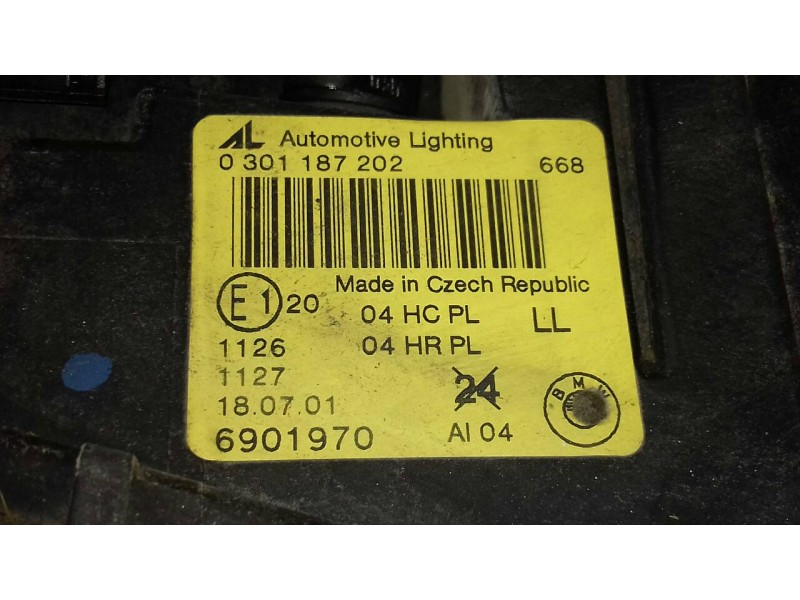 AL Automotive Lighting
0 301 187 202 668
Made in Czech Republic
E1 20 04 HC PL LL
1126 04 HR PL
1127
18.07.01 24
6901970 AI 04
BMW